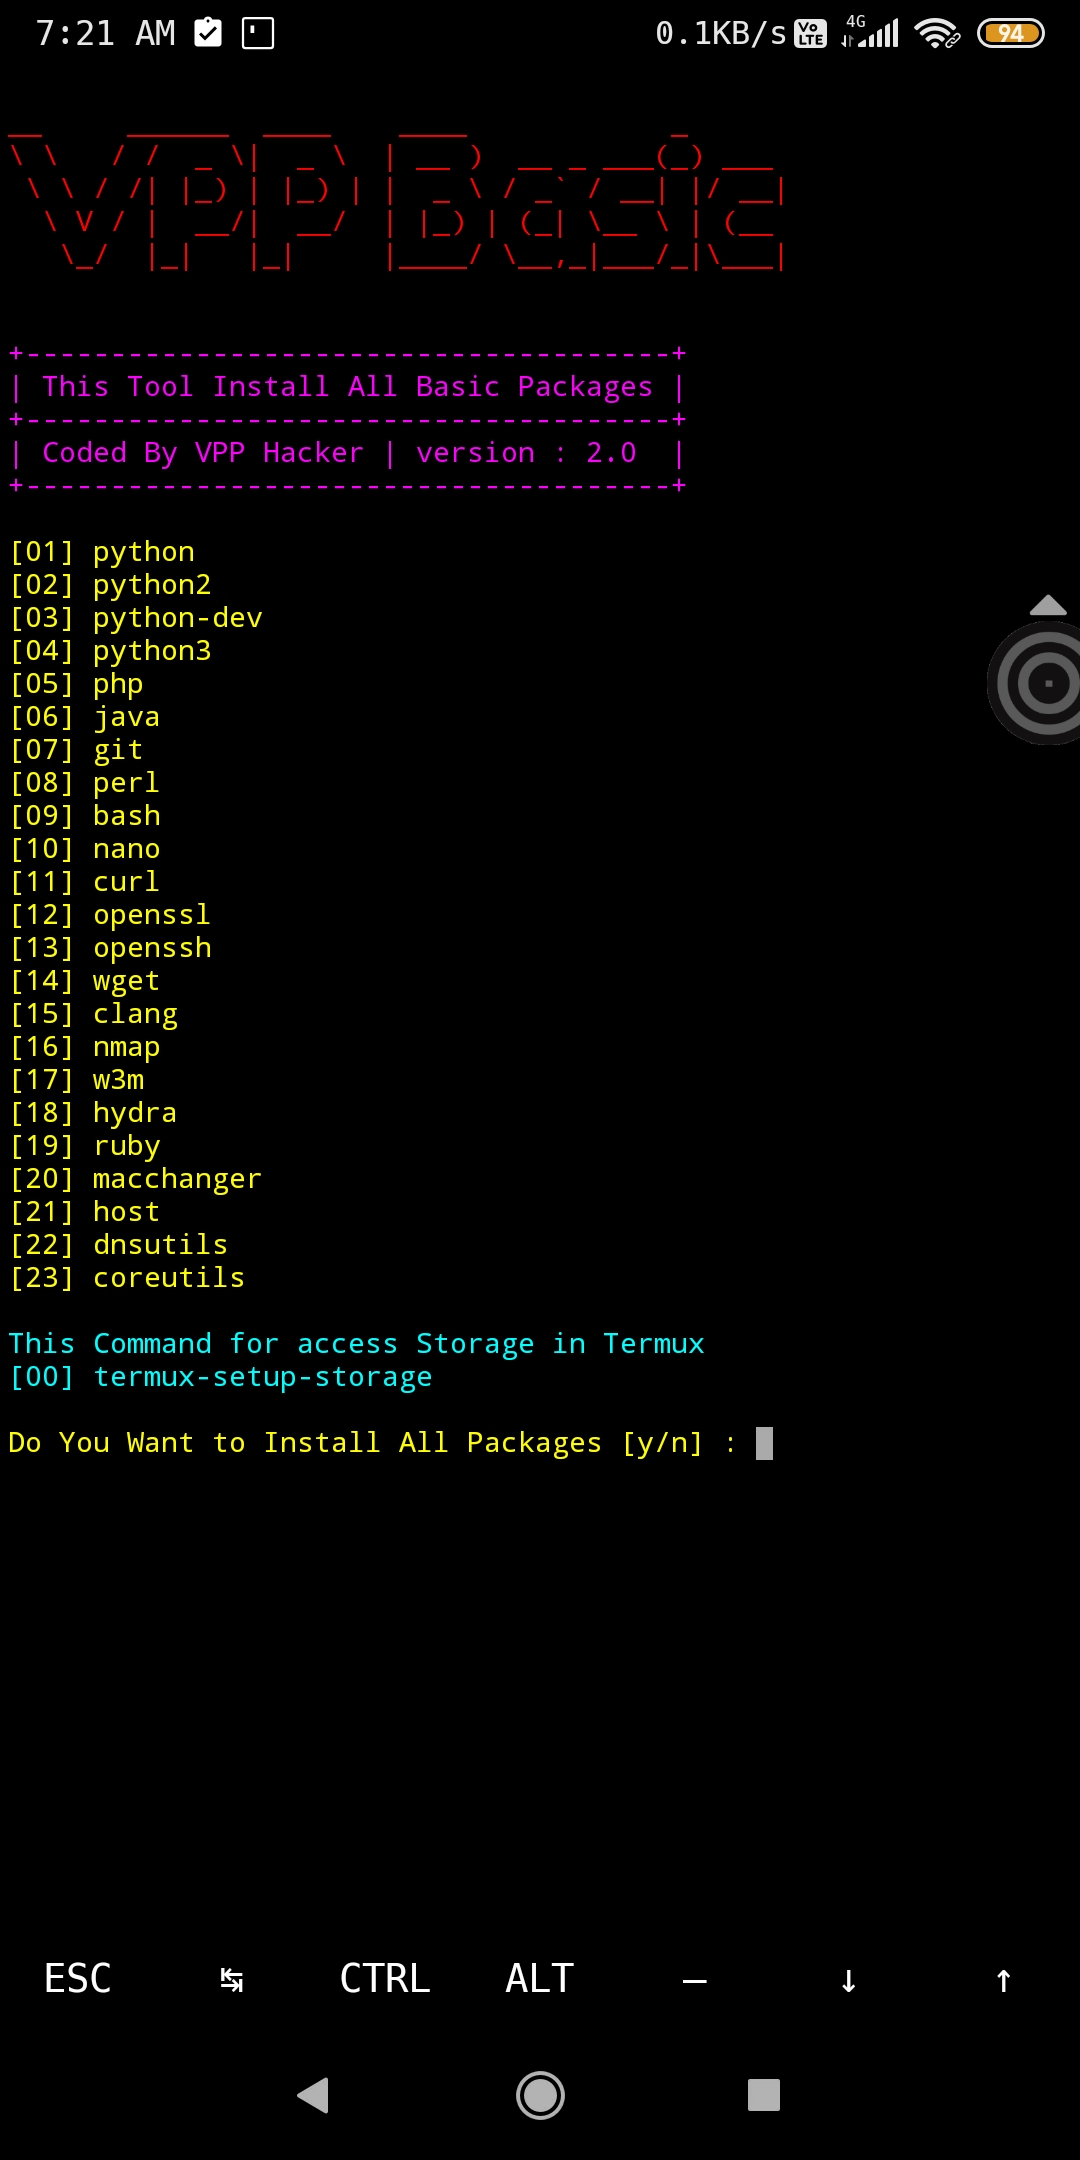 7:21 AM 0.1KB/s Vo LTE 4G 94
VPP Basic
+--------------------------------------+
| This Tool Install All Basic Packages |
+--------------------------------------+
| Coded By VPP Hacker | version : 2.0  |
+--------------------------------------+
[01] python
[02] python2
[03] python-dev
[04] python3
[05] php
[06] java
[07] git
[08] perl
[09] bash
[10] nano
[11] curl
[12] openssl
[13] openssh
[14] wget
[15] clang
[16] nmap
[17] w3m
[18] hydra
[19] ruby
[20] macchanger
[21] host
[22] dnsutils
[23] coreutils
This Command for access Storage in Termux
[00] termux-setup-storage
Do You Want to Install All Packages [y/n] :
ESC ↹ CTRL ALT — ↓ ↑